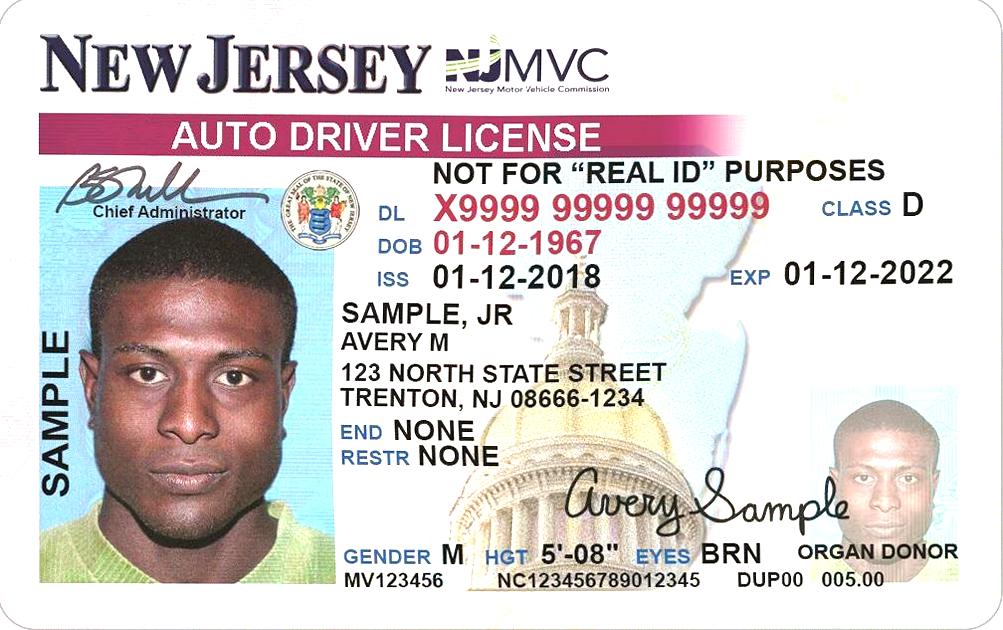 NEW JERSEY NJMVC
New Jersey Motor Vehicle Commission
AUTO DRIVER LICENSE
NOT FOR “REAL ID” PURPOSES
Chief Administrator
THE GREAT SEAL OF THE STATE OF NEW JERSEY
DL X9999 99999 99999 CLASS D
DOB 01-12-1967
ISS 01-12-2018 EXP 01-12-2022
SAMPLE, JR
AVERY M
123 NORTH STATE STREET
TRENTON, NJ 08666-1234
END NONE
RESTR NONE
SAMPLE
Avery Sample
GENDER M HGT 5'-08" EYES BRN ORGAN DONOR
MV123456 NC123456789012345 DUP00 005.00